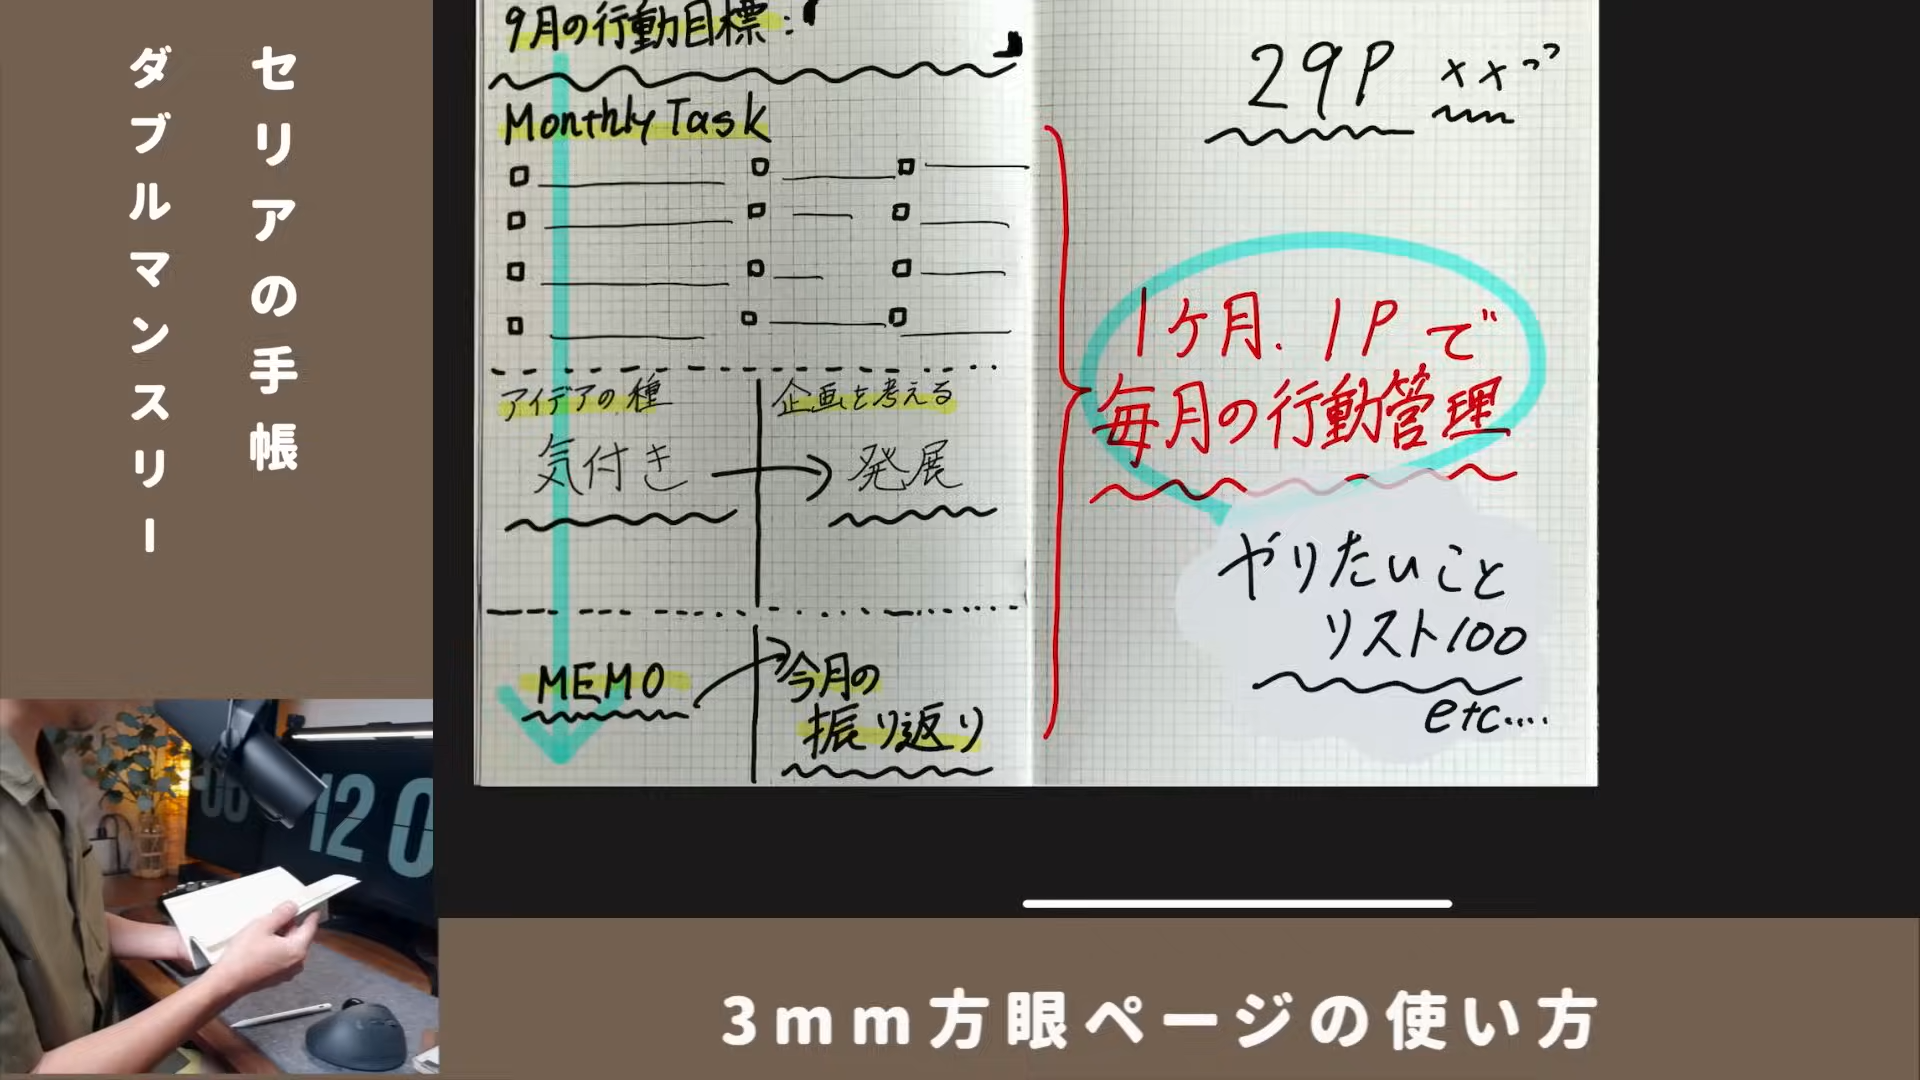 セリアの手帳
ダブルマンスリー
9月の行動目標:「
」
Monthly Task
アイデアの種
企画を考える
気付き → 発展
MEMO
今月の
振り返り
29P ××
1ヶ月.1Pで
毎月の行動管理
やりたいこと
リスト100
etc....
12 0
3mm方眼ページの使い方